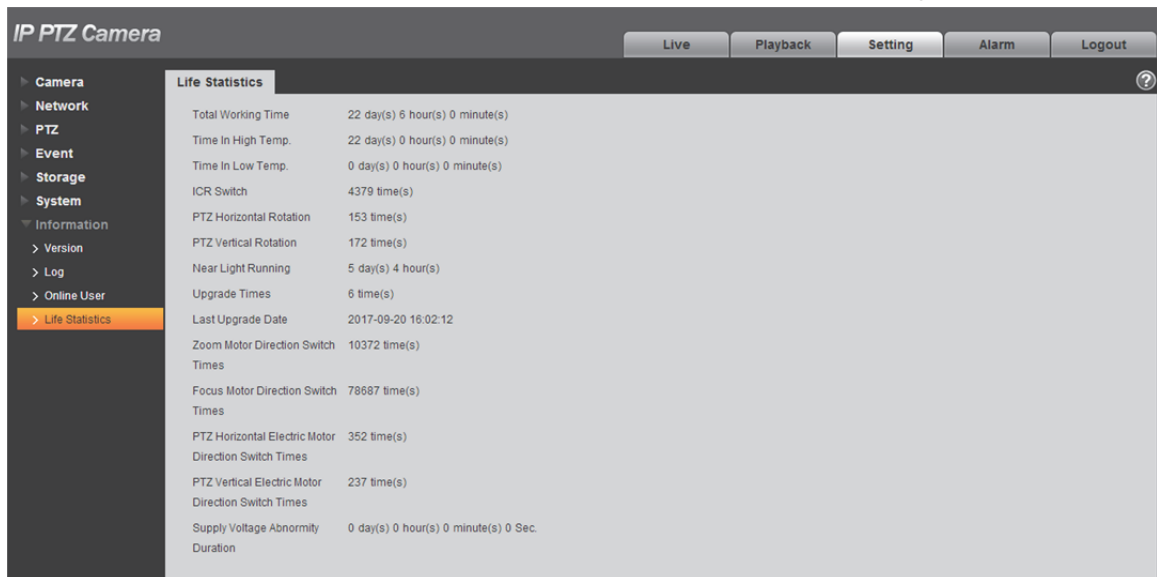 IP PTZ Camera
Live Playback Setting Alarm Logout
Camera
Network
PTZ
Event
Storage
System
Information
Version
Log
Online User
Life Statistics
Life Statistics ?
Total Working Time 22 day(s) 6 hour(s) 0 minute(s)
Time In High Temp. 22 day(s) 0 hour(s) 0 minute(s)
Time In Low Temp. 0 day(s) 0 hour(s) 0 minute(s)
ICR Switch 4379 time(s)
PTZ Horizontal Rotation 153 time(s)
PTZ Vertical Rotation 172 time(s)
Near Light Running 5 day(s) 4 hour(s)
Upgrade Times 6 time(s)
Last Upgrade Date 2017-09-20 16:02:12
Zoom Motor Direction Switch 10372 time(s)
Times
Focus Motor Direction Switch 78687 time(s)
Times
PTZ Horizontal Electric Motor 352 time(s)
Direction Switch Times
PTZ Vertical Electric Motor 237 time(s)
Direction Switch Times
Supply Voltage Abnormity 0 day(s) 0 hour(s) 0 minute(s) 0 Sec.
Duration